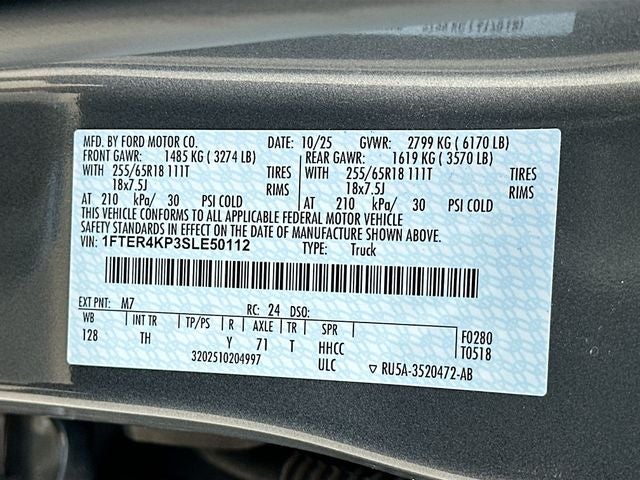 MFD. BY FORD MOTOR CO. DATE: 10/25 GVWR: 2799 KG ( 6170 LB)
FRONT GAWR: 1485 KG ( 3274 LB) REAR GAWR: 1619 KG ( 3570 LB)
WITH 255/65R18 111T TIRES WITH 255/65R18 111T TIRES
18x7.5J RIMS 18x7.5J RIMS
AT 210 kPa/ 30 PSI COLD AT 210 kPa/ 30 PSI COLD
THIS VEHICLE CONFORMS TO ALL APPLICABLE FEDERAL MOTOR VEHICLE
SAFETY STANDARDS IN EFFECT ON THE DATE OF MANUFACTURE SHOWN ABOVE.
VIN: 1FTER4KP3SLE50112 TYPE: Truck
EXT PNT: M7 RC: 24 DSO:
WB INT TR TP/PS R AXLE TR SPR F0280
128 TH Y 71 T HHCC T0518
3202510204997 ULC ▽ RU5A-3520472-AB